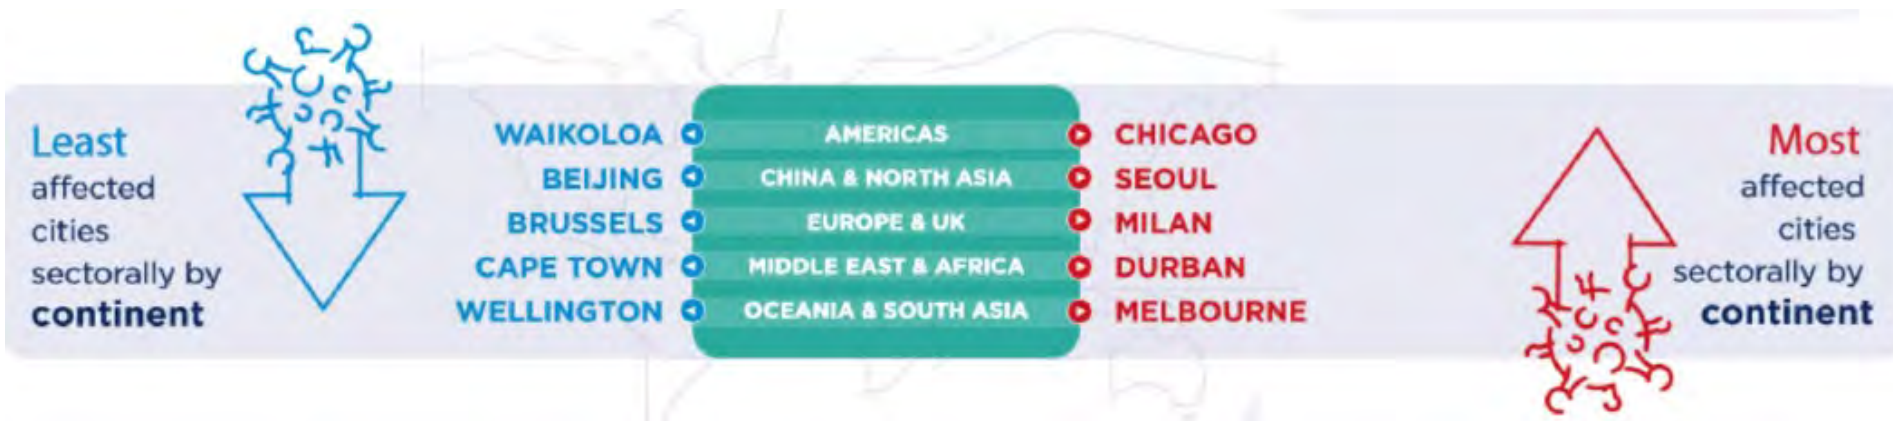 Least
affected
cities
sectorally by
continent
WAIKOLOA AMERICAS CHICAGO
BEIJING CHINA & NORTH ASIA SEOUL
BRUSSELS EUROPE & UK MILAN
CAPE TOWN MIDDLE EAST & AFRICA DURBAN
WELLINGTON OCEANIA & SOUTH ASIA MELBOURNE
Most
affected
cities
sectorally by
continent